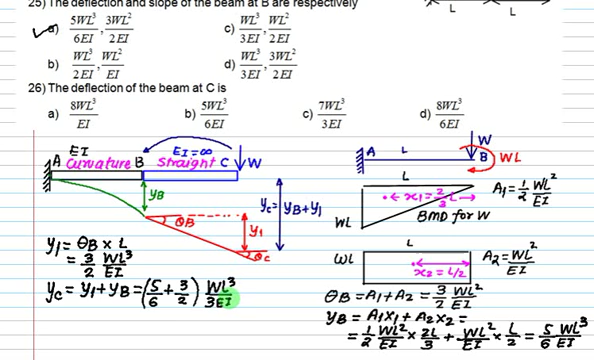 25) The deflection and slope of the beam at B are respectively
a) 5WL³/6EI, 3WL²/2EI c) WL³/3EI, WL²/2EI
b) WL³/2EI, WL²/EI d) WL³/3EI, 3WL²/2EI
26) The deflection of the beam at C is
a) 8WL³/EI b) 5WL³/6EI c) 7WL³/3EI d) 8WL³/6EI
L L
EI
A Curvature B
EI=∞
Straight C W
yB
θB
y1
θc
yc = yB+y1
y1 = θB × L
= 3/2 WL³/EI
yc = y1 + yB = (5/6 + 3/2) WL³/3EI
W
A L B WL
L
x1 = 2/3 L
WL
BMD for W
A1 = 1/2 WL²/EI
L
WL
x2 = L/2
A2 = WL²/EI
θB = A1 + A2 = 3/2 WL²/EI
yB = A1x1 + A2x2 =
= 1/2 WL²/EI × 2L/3 + WL²/EI × L/2 = 5/6 WL³/EI